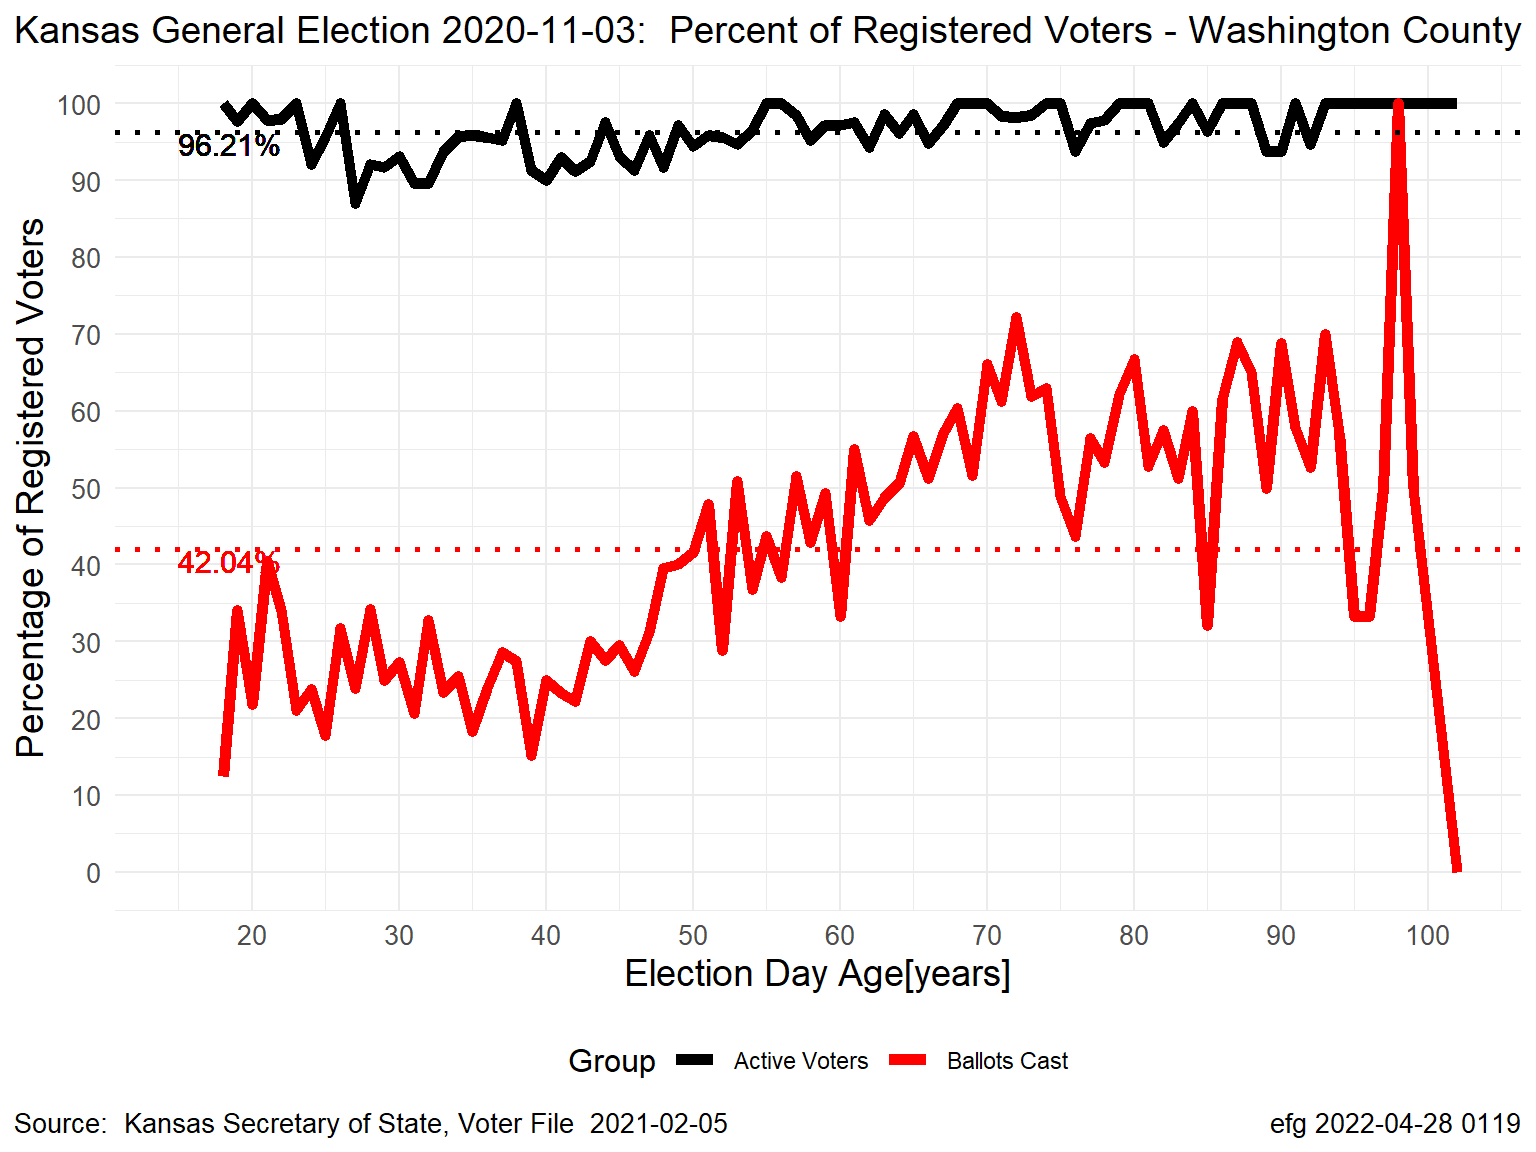 Kansas General Election 2020-11-03:  Percent of Registered Voters - Washington County
Percentage of Registered Voters
100
90
80
70
60
50
40
30
20
10
0
96.21%
42.04%
20 30 40 50 60 70 80 90 100
Election Day Age[years]
Group Active Voters Ballots Cast
Source:  Kansas Secretary of State, Voter File  2021-02-05
efg 2022-04-28 0119